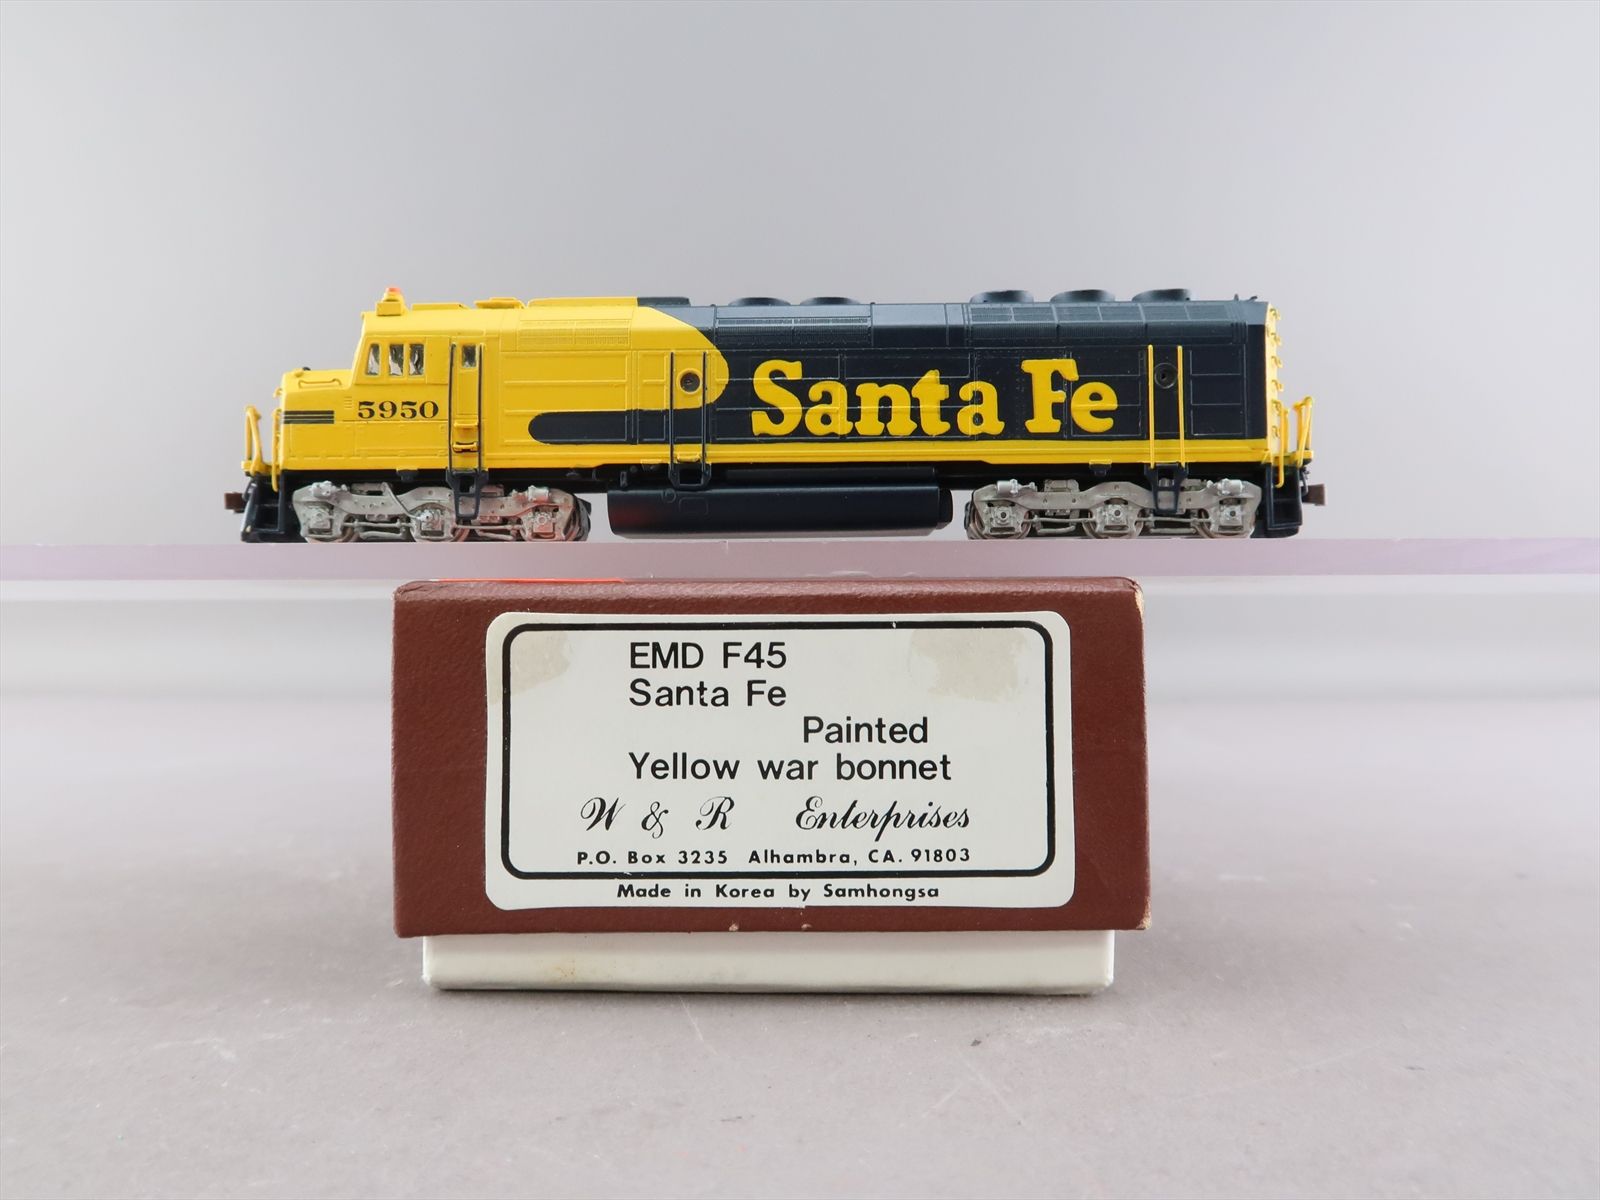 5950
Santa Fe
EMD F45
Santa Fe
Painted
Yellow war bonnet
W & R Enterprises
P.O. Box 3235 Alhambra, CA. 91803
Made in Korea by Samhongsa